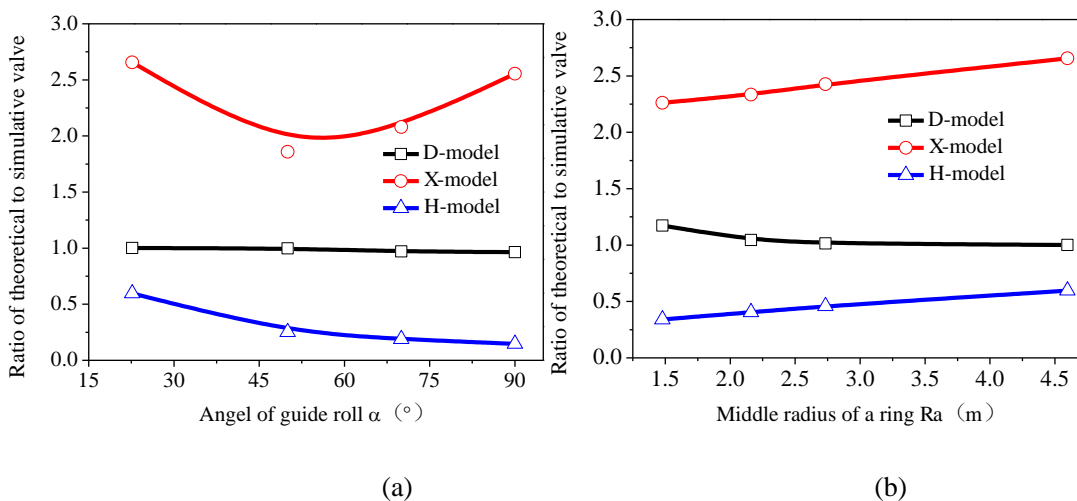 Ratio of theoretical to simulative valve
3.0
2.5
2.0
1.5
1.0
0.5
0.0
D-model
X-model
H-model
15 30 45 60 75 90
Angel of guide roll α（°）
(a)
Ratio of theoretical to simulative valve
3.0
2.5
2.0
1.5
1.0
0.5
0.0
D-model
X-model
H-model
1.5 2.0 2.5 3.0 3.5 4.0 4.5
Middle radius of a ring Ra（m）
(b)